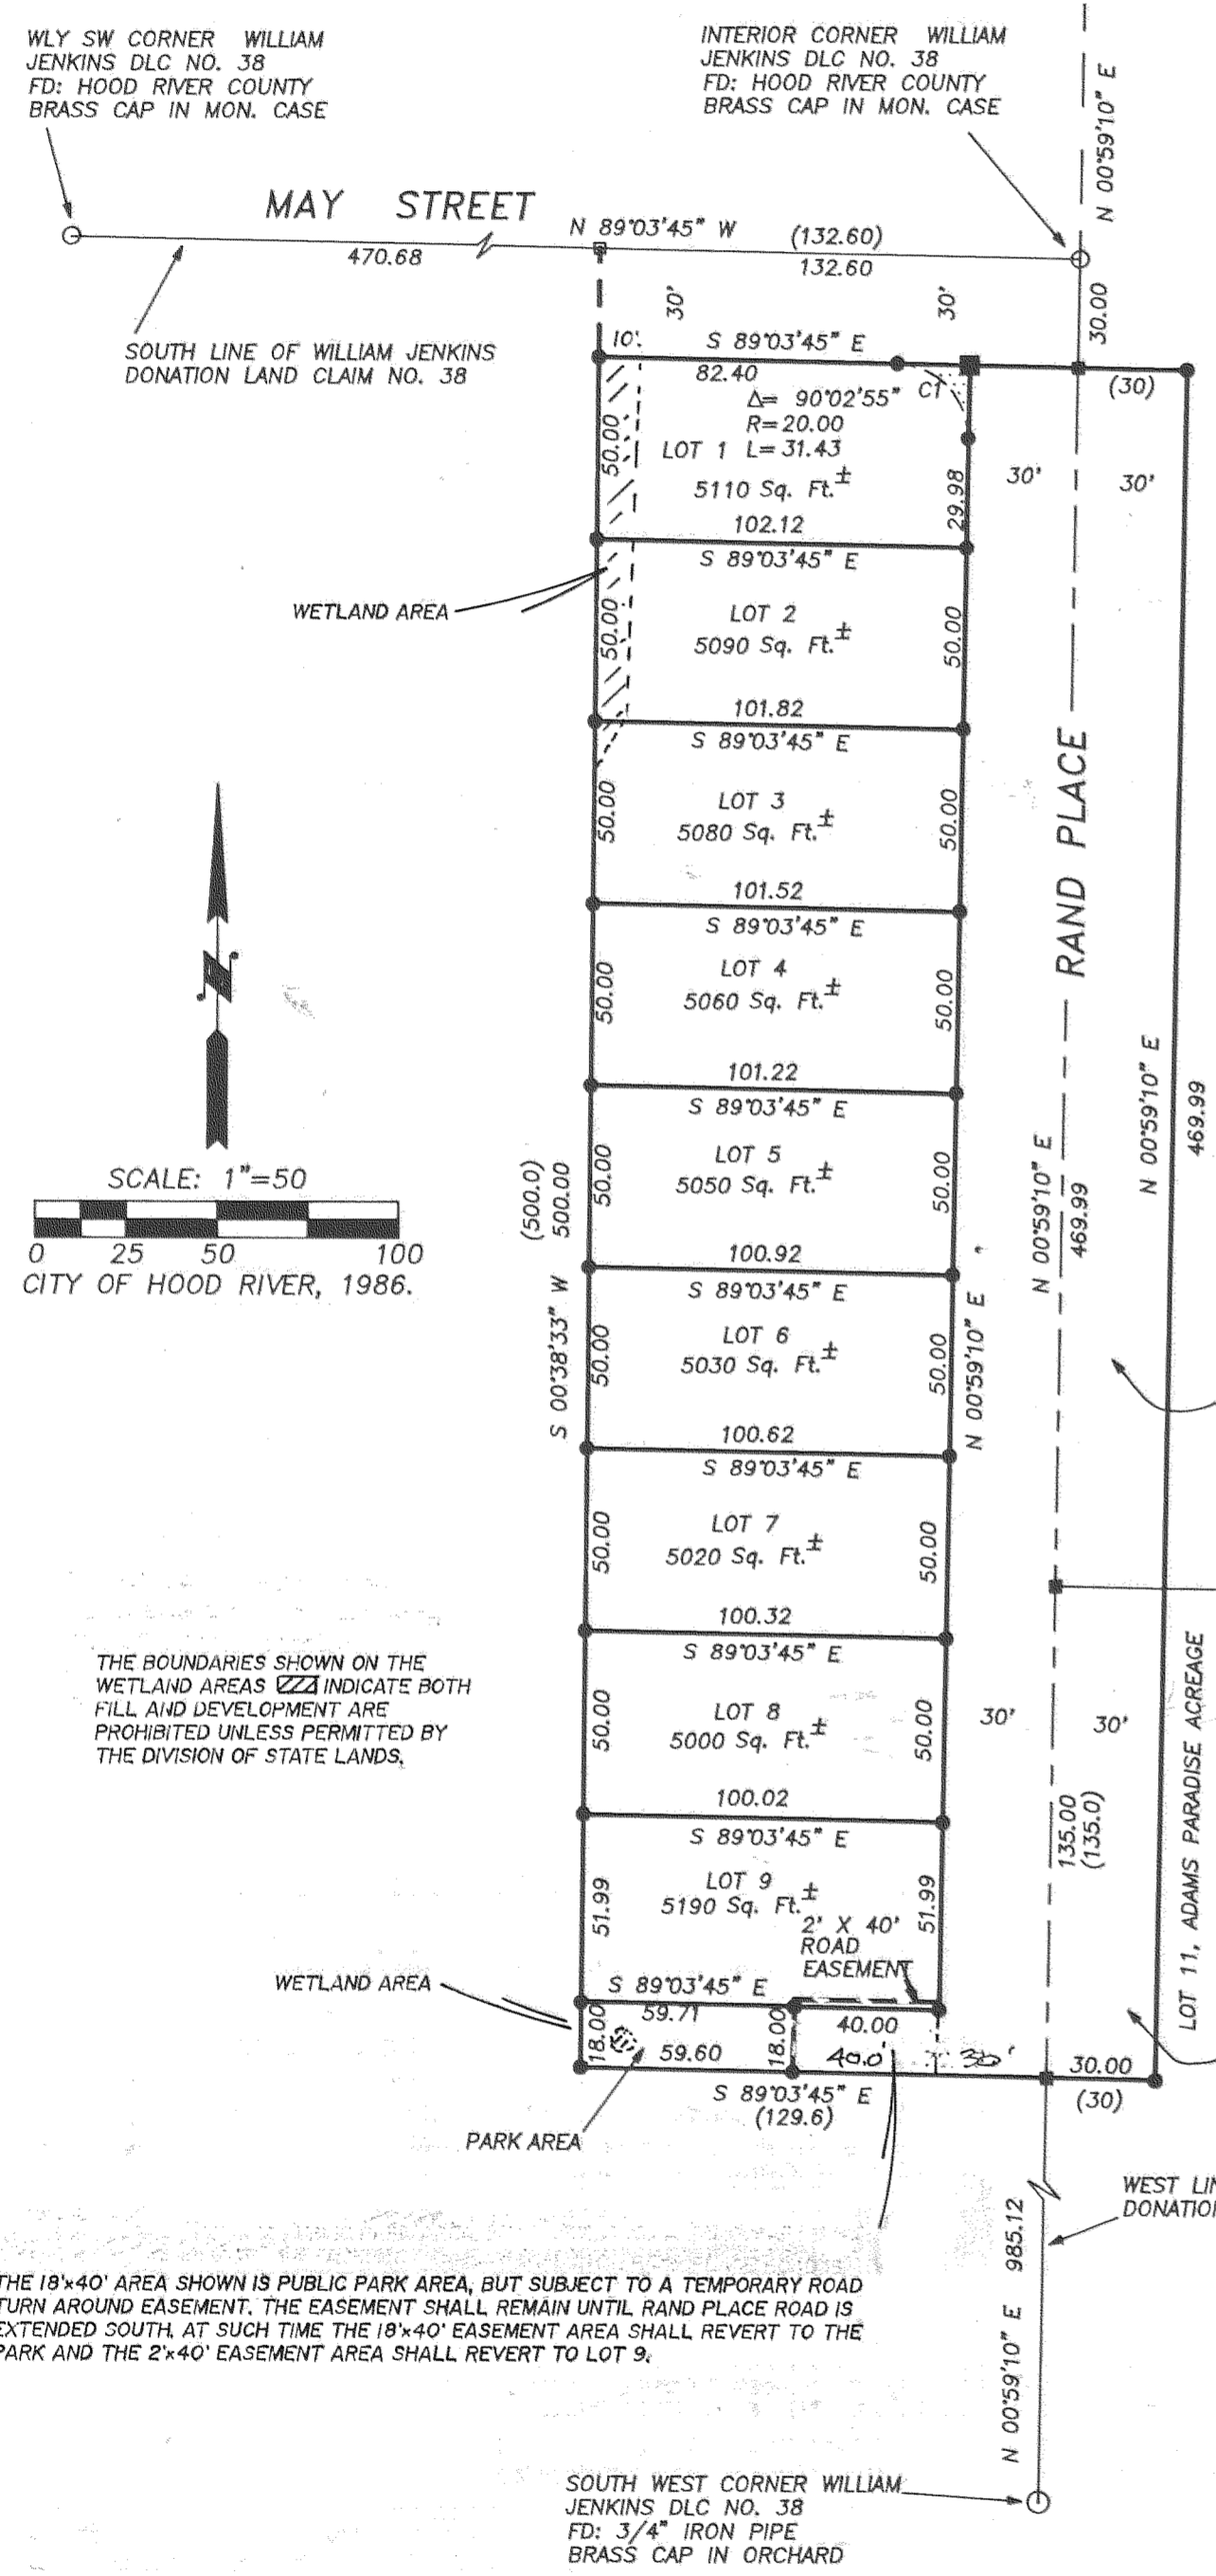 WLY SW CORNER WILLIAM
JENKINS DLC NO. 38
FD: HOOD RIVER COUNTY
BRASS CAP IN MON. CASE
INTERIOR CORNER WILLIAM
JENKINS DLC NO. 38
FD: HOOD RIVER COUNTY
BRASS CAP IN MON. CASE
N 00°59'10" E
MAY STREET
N 89°03'45" W
(132.60)
470.68
132.60
30'
30'
30.00
SOUTH LINE OF WILLIAM JENKINS
DONATION LAND CLAIM NO. 38
10'.
S 89°03'45" E
82.40
C1
(30)
Δ= 90°02'55"
R=20.00
LOT 1 L=31.43
5110 Sq. Ft.±
50.00
29.98
30'
30'
102.12
S 89°03'45" E
WETLAND AREA
LOT 2
5090 Sq. Ft.±
50.00
50.00
101.82
S 89°03'45" E
LOT 3
5080 Sq. Ft.±
50.00
50.00
RAND PLACE
101.52
S 89°03'45" E
LOT 4
5060 Sq. Ft.±
50.00
50.00
101.22
S 89°03'45" E
LOT 5
5050 Sq. Ft.±
50.00
50.00
(500.0)
500.00
N 00°59'10" E
469.99
N 00°59'10" E
469.99
SCALE: 1"=50
0 25 50 100
CITY OF HOOD RIVER, 1986.
100.92
S 89°03'45" E
S 00°38'33" W
LOT 6
5030 Sq. Ft.±
50.00
50.00
N 00°59'10" E
100.62
S 89°03'45" E
LOT 7
5020 Sq. Ft.±
50.00
50.00
100.32
S 89°03'45" E
THE BOUNDARIES SHOWN ON THE
WETLAND AREAS INDICATE BOTH
FILL AND DEVELOPMENT ARE
PROHIBITED UNLESS PERMITTED BY
THE DIVISION OF STATE LANDS.
LOT 8
5000 Sq. Ft.±
50.00
50.00
30'
30'
LOT 11, ADAMS PARADISE ACREAGE
100.02
S 89°03'45" E
135.00
(135.0)
LOT 9
5190 Sq. Ft.±
51.99
51.99
2' X 40'
ROAD
EASEMENT
WETLAND AREA
S 89°03'45" E
59.71
40.00
18.00
18.00
59.60
40.0'
30'
30.00
S 89°03'45" E
(129.6)
(30)
PARK AREA
WEST LIN
DONATION
N 00°59'10" E 985.12
THE 18'x40' AREA SHOWN IS PUBLIC PARK AREA, BUT SUBJECT TO A TEMPORARY ROAD
TURN AROUND EASEMENT. THE EASEMENT SHALL REMAIN UNTIL RAND PLACE ROAD IS
EXTENDED SOUTH. AT SUCH TIME THE 18'x40' EASEMENT AREA SHALL REVERT TO THE
PARK AND THE 2'x40' EASEMENT AREA SHALL REVERT TO LOT 9.
SOUTH WEST CORNER WILLIAM
JENKINS DLC NO. 38
FD: 3/4" IRON PIPE
BRASS CAP IN ORCHARD